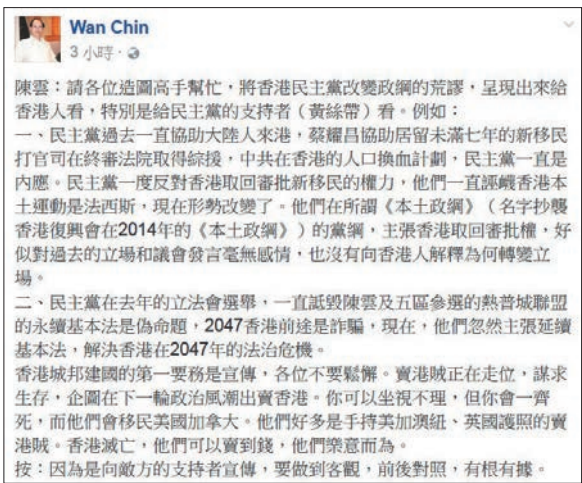 Wan Chin
3 小時 ·
陳雲：請各位造圖高手幫忙，將香港民主黨改變政綱的荒謬，呈現出來給
香港人看，特別是給民主黨的支持者（黃絲帶）看。例如：
一、民主黨過去一直協助大陸人來港，蔡耀昌協助居留未滿七年的新移民
打官司在終審法院取得綜援，中共在香港的人口換血計劃，民主黨一直是
內應。民主黨一度反對香港取回審批新移民的權力，他們一直誣衊香港本
土運動是法西斯，現在形勢改變了。他們在所謂《本土政綱》（名字抄襲
香港復興會在2014年的《本土政綱》）的黨綱，主張香港取回審批權，好
似對過去的立場和議會發言毫無感情，也沒有向香港人解釋為何轉變立
場。
二、民主黨在去年的立法會選舉，一直詆毀陳雲及五區參選的熱普城聯盟
的永續基本法是偽命題，2047香港前途是詐騙，現在，他們忽然主張延續
基本法，解決香港在2047年的法治危機。
香港城邦建國的第一要務是宣傳，各位不要鬆懈。賣港賊正在走位，謀求
生存，企圖在下一輪政治風潮出賣香港。你可以坐視不理，但你會一齊
死，而他們會移民美國加拿大。他們好多是手持美加澳紐、英國護照的賣
港賊。香港滅亡，他們可以賣到錢，他們樂意而為。
按：因為是向敵方的支持者宣傳，要做到客觀，前後對照，有根有據。